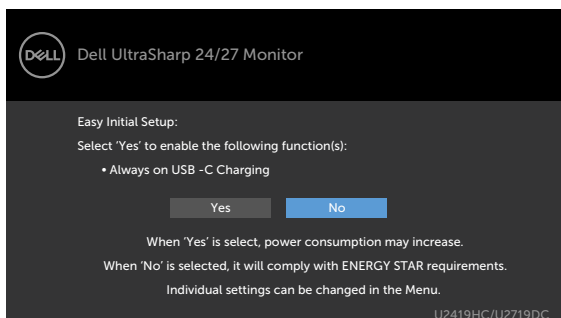 DELL Dell UltraSharp 24/27 Monitor
Easy Initial Setup:
Select ‘Yes’ to enable the following function(s):
• Always on USB -C Charging
Yes No
When ‘Yes’ is select, power consumption may increase.
When ‘No’ is selected, it will comply with ENERGY STAR requirements.
Individual settings can be changed in the Menu.
U2419HC/U2719DC